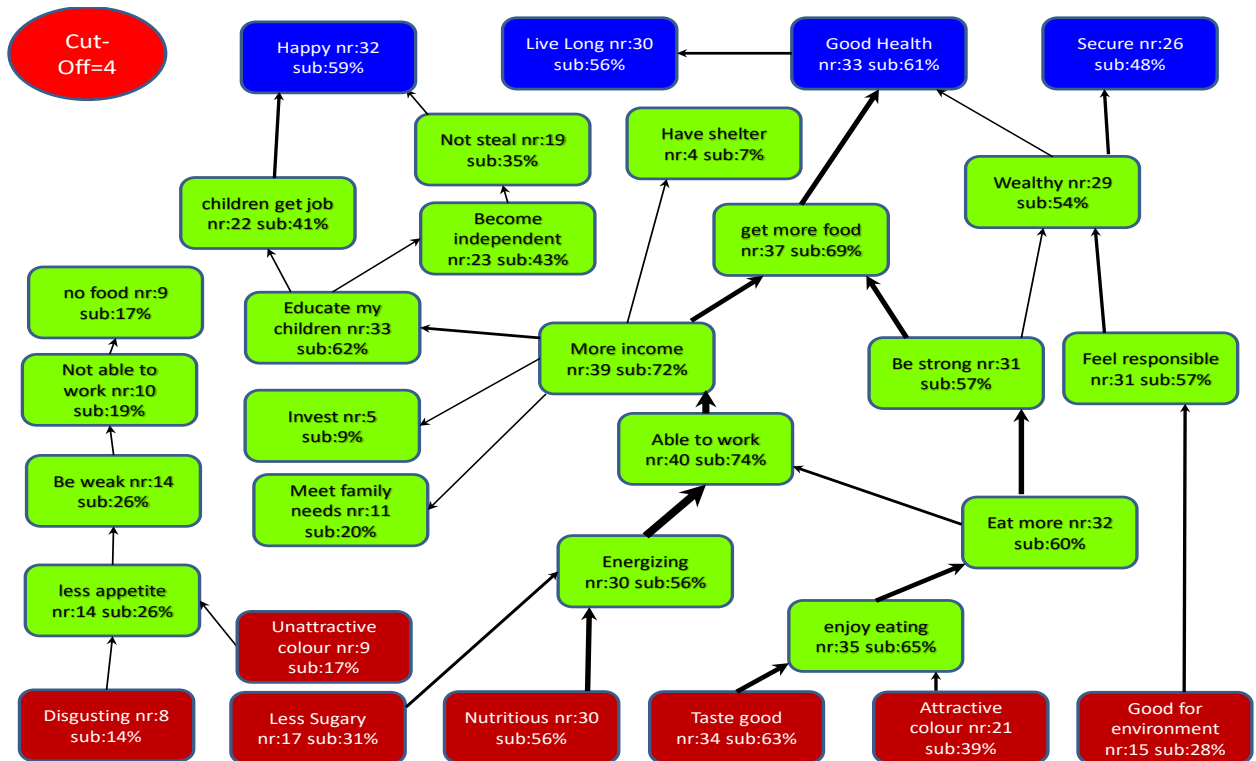 Cut-
Off=4
Happy nr:32
sub:59%
Live Long nr:30
sub:56%
Good Health
nr:33 sub:61%
Secure nr:26
sub:48%
Not steal nr:19
sub:35%
Have shelter
nr:4 sub:7%
Wealthy nr:29
sub:54%
children get job
nr:22 sub:41%
Become
independent
nr:23 sub:43%
get more food
nr:37 sub:69%
no food nr:9
sub:17%
Educate my
children nr:33
sub:62%
More income
nr:39 sub:72%
Be strong nr:31
sub:57%
Feel responsible
nr:31 sub:57%
Not able to
work nr:10
sub:19%
Invest nr:5
sub:9%
Able to work
nr:40 sub:74%
Be weak nr:14
sub:26%
Meet family
needs nr:11
sub:20%
Eat more nr:32
sub:60%
Energizing
nr:30 sub:56%
less appetite
nr:14 sub:26%
Unattractive
colour nr:9
sub:17%
enjoy eating
nr:35 sub:65%
Disgusting nr:8
sub:14%
Less Sugary
nr:17 sub:31%
Nutritious nr:30
sub:56%
Taste good
nr:34 sub:63%
Attractive
colour nr:21
sub:39%
Good for
environment
nr:15 sub:28%